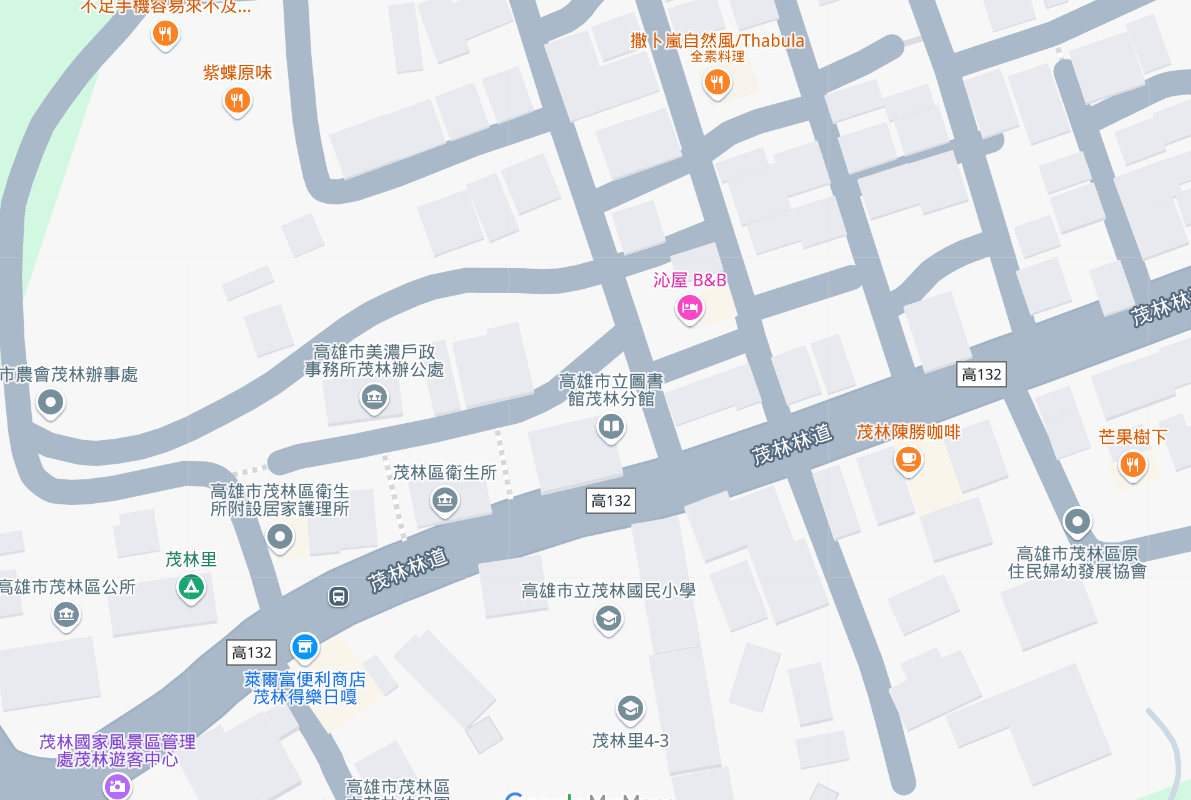 不足手機容易來不及...
撒卜嵐自然風/Thabula
全素料理
紫蝶原味
沁屋 B&B
茂林林
高雄市美濃戶政
事務所茂林辦公處
市農會茂林辦事處
高雄市立圖書
館茂林分館
高132
茂林林道
茂林陳勝咖啡
芒果樹下
茂林區衛生所
高雄市茂林區衛生
所附設居家護理所
高132
茂林里
茂林林道
高雄市茂林區原
住民婦幼發展協會
高雄市茂林區公所
高雄市立茂林國民小學
高132
萊爾富便利商店
茂林得樂日嘎
茂林國家風景區管理
處茂林遊客中心
茂林里4-3
高雄市茂林區